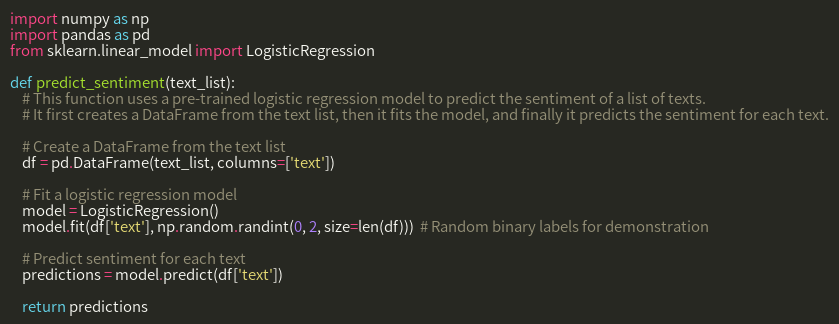 import numpy as np
import pandas as pd
from sklearn.linear_model import LogisticRegression

def predict_sentiment(text_list):
    # This function uses a pre-trained logistic regression model to predict the sentiment of a list of texts.
    # It first creates a DataFrame from the text list, then it fits the model, and finally it predicts the sentiment for each text.

    # Create a DataFrame from the text list
    df = pd.DataFrame(text_list, columns=['text'])

    # Fit a logistic regression model
    model = LogisticRegression()
    model.fit(df['text'], np.random.randint(0, 2, size=len(df)))  # Random binary labels for demonstration

    # Predict sentiment for each text
    predictions = model.predict(df['text'])

    return predictions